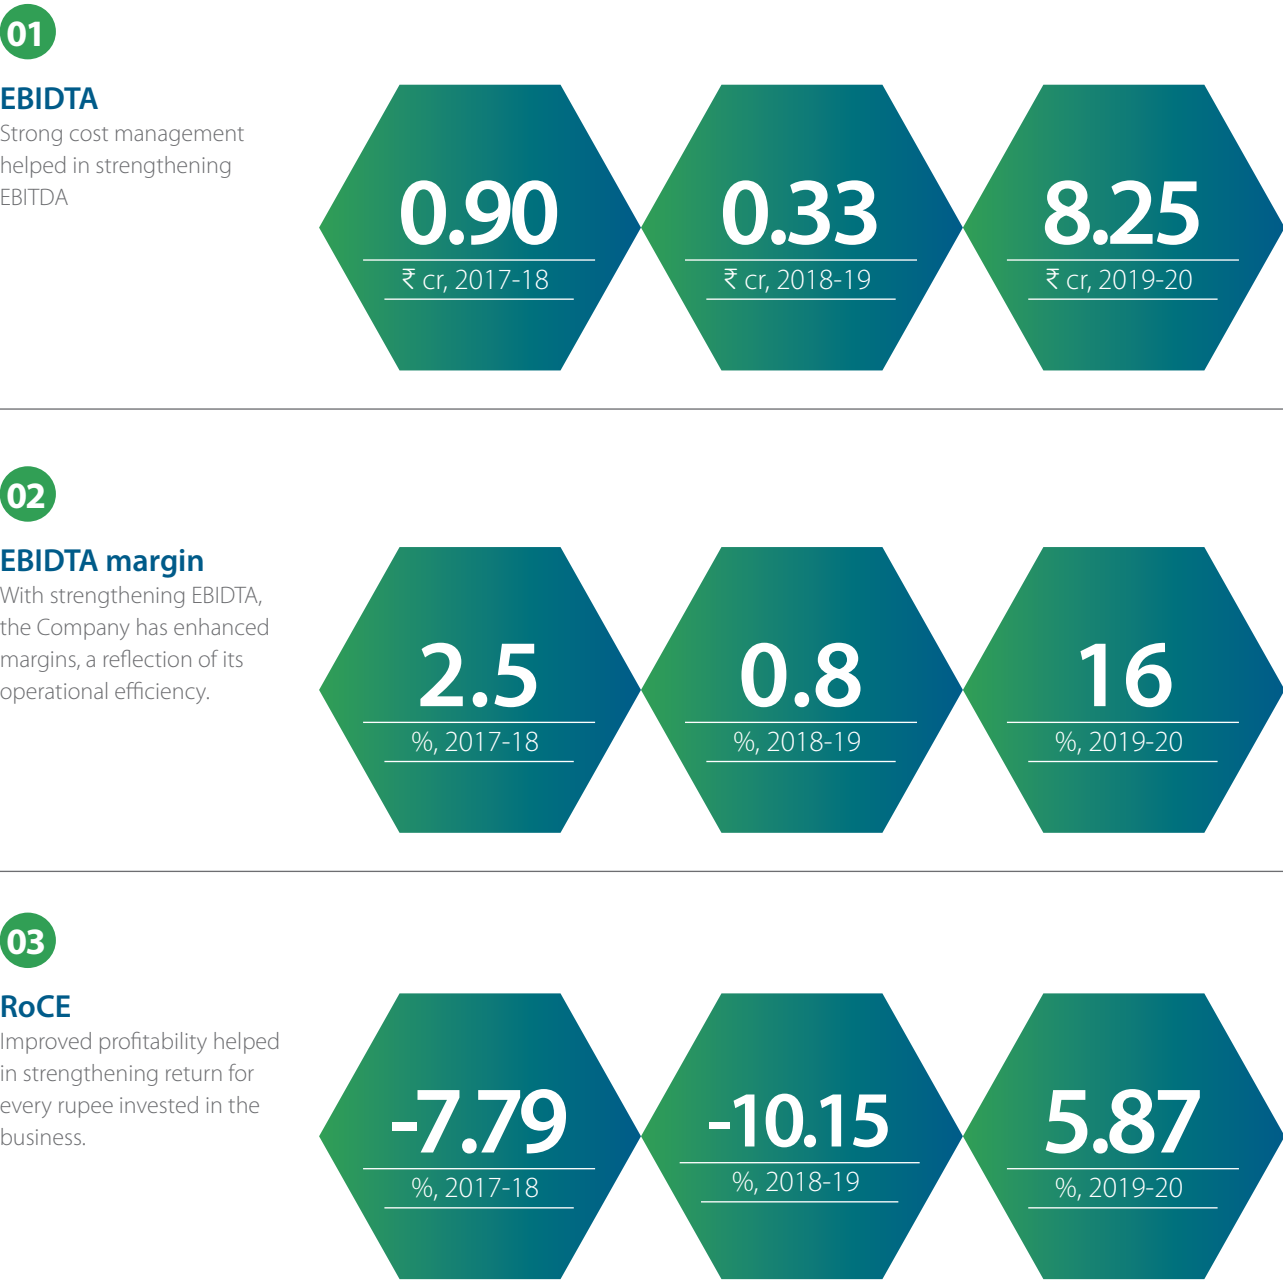 01
EBIDTA
Strong cost management
helped in strengthening
EBITDA
0.90
₹ cr, 2017-18
0.33
₹ cr, 2018-19
8.25
₹ cr, 2019-20
02
EBIDTA margin
With strengthening EBIDTA,
the Company has enhanced
margins, a reflection of its
operational efficiency.
2.5
%, 2017-18
0.8
%, 2018-19
16
%, 2019-20
03
RoCE
Improved profitability helped
in strengthening return for
every rupee invested in the
business.
-7.79
%, 2017-18
-10.15
%, 2018-19
5.87
%, 2019-20